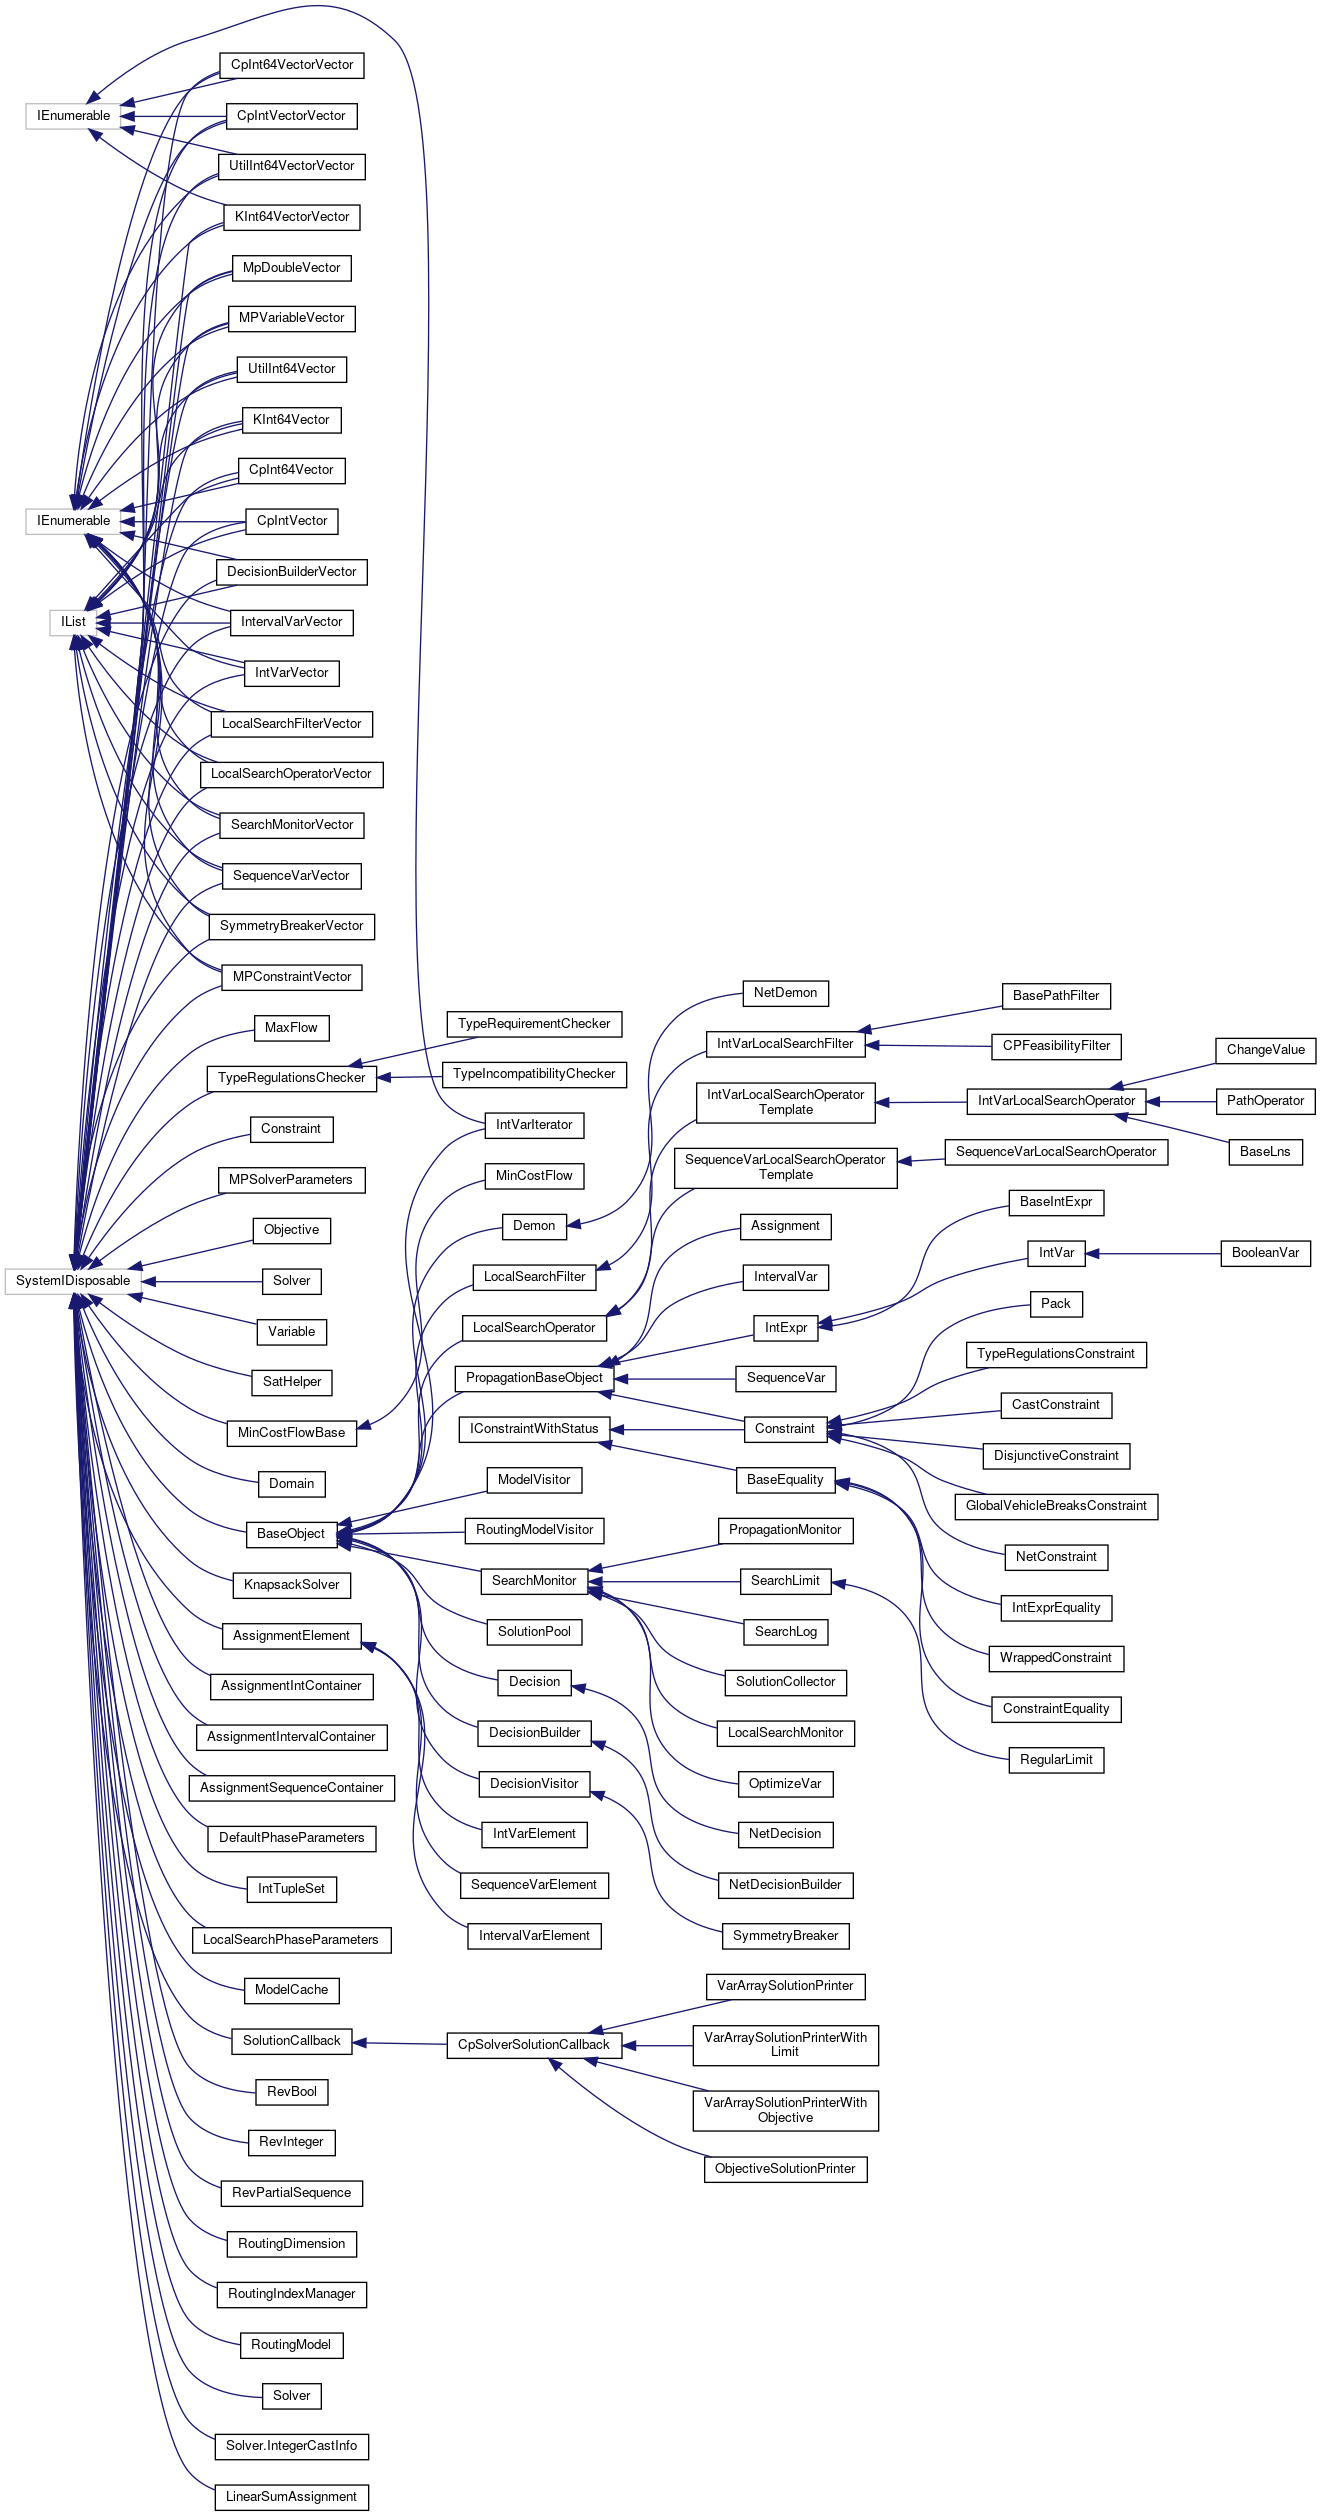 IEnumerable
IEnumerable
IList
SystemIDisposable
CpInt64VectorVector
CpIntVectorVector
UtilInt64VectorVector
KInt64VectorVector
MpDoubleVector
MPVariableVector
UtilInt64Vector
KInt64Vector
CpInt64Vector
CpIntVector
DecisionBuilderVector
IntervalVarVector
IntVarVector
LocalSearchFilterVector
LocalSearchOperatorVector
SearchMonitorVector
SequenceVarVector
SymmetryBreakerVector
MPConstraintVector
MaxFlow
TypeRegulationsChecker
Constraint
MPSolverParameters
Objective
Solver
Variable
SatHelper
MinCostFlowBase
Domain
BaseObject
KnapsackSolver
AssignmentElement
AssignmentIntContainer
AssignmentIntervalContainer
AssignmentSequenceContainer
DefaultPhaseParameters
IntTupleSet
LocalSearchPhaseParameters
ModelCache
SolutionCallback
RevBool
RevInteger
RevPartialSequence
RoutingDimension
RoutingIndexManager
RoutingModel
Solver
Solver.IntegerCastInfo
LinearSumAssignment
TypeRequirementChecker
TypeIncompatibilityChecker
IntVarIterator
MinCostFlow
Demon
LocalSearchFilter
LocalSearchOperator
PropagationBaseObject
IConstraintWithStatus
ModelVisitor
RoutingModelVisitor
SearchMonitor
SolutionPool
Decision
DecisionBuilder
DecisionVisitor
IntVarElement
SequenceVarElement
IntervalVarElement
CpSolverSolutionCallback
NetDemon
IntVarLocalSearchFilter
IntVarLocalSearchOperator
Template
SequenceVarLocalSearchOperator
Template
Assignment
IntervalVar
IntExpr
SequenceVar
Constraint
BaseEquality
PropagationMonitor
SearchLimit
SearchLog
SolutionCollector
LocalSearchMonitor
OptimizeVar
NetDecision
NetDecisionBuilder
SymmetryBreaker
VarArraySolutionPrinter
VarArraySolutionPrinterWith
Limit
VarArraySolutionPrinterWith
Objective
ObjectiveSolutionPrinter
BasePathFilter
CPFeasibilityFilter
IntVarLocalSearchOperator
SequenceVarLocalSearchOperator
BaseIntExpr
IntVar
Pack
TypeRegulationsConstraint
CastConstraint
DisjunctiveConstraint
GlobalVehicleBreaksConstraint
NetConstraint
IntExprEquality
WrappedConstraint
ConstraintEquality
RegularLimit
ChangeValue
PathOperator
BaseLns
BooleanVar